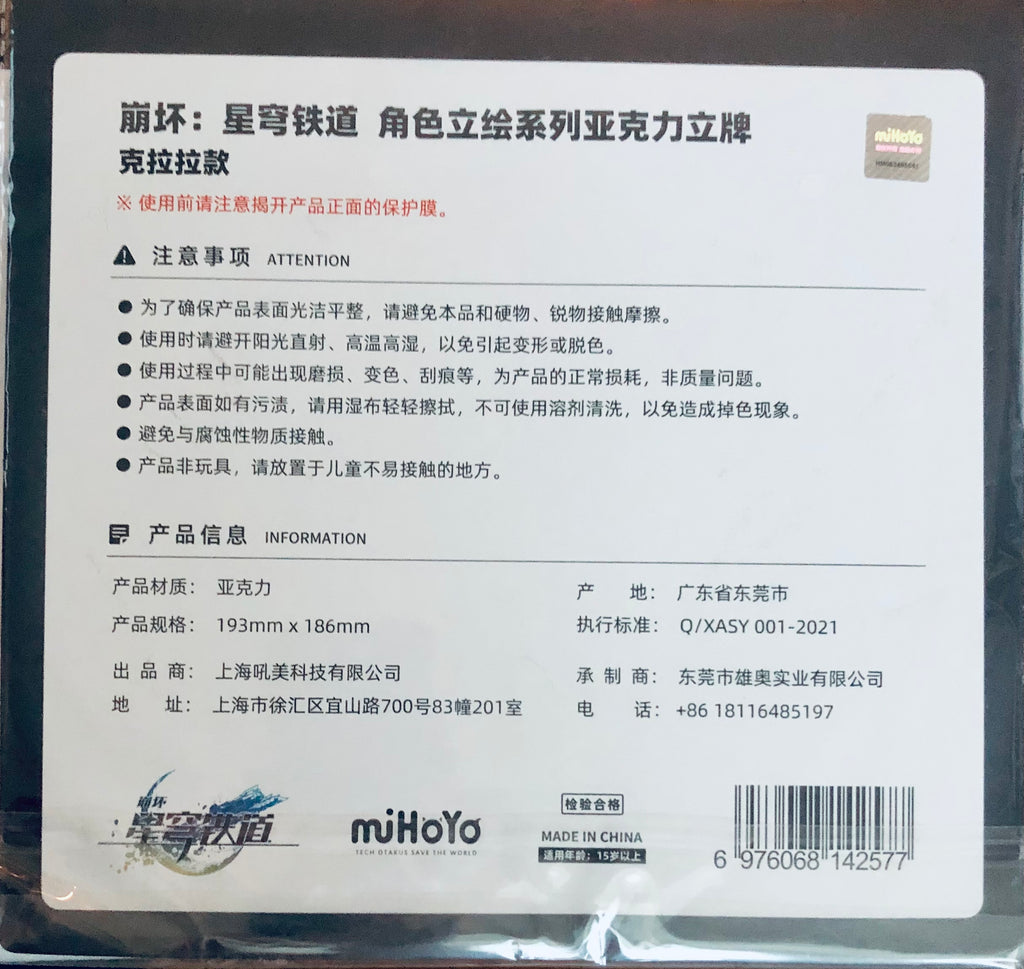 崩坏：星穹铁道 角色立绘系列亚克力立牌
克拉拉款
miHoYo
※ 使用前请注意揭开产品正面的保护膜。
注意事项 ATTENTION
● 为了确保产品表面光洁平整，请避免本品和硬物、锐物接触摩擦。
● 使用时请避开阳光直射、高温高湿，以免引起变形或脱色。
● 使用过程中可能出现磨损、变色、刮痕等，为产品的正常损耗，非质量问题。
● 产品表面如有污渍，请用湿布轻轻擦拭，不可使用溶剂清洗，以免造成掉色现象。
● 避免与腐蚀性物质接触。
● 产品非玩具，请放置于儿童不易接触的地方。
产品信息 INFORMATION
产品材质： 亚克力
产 地： 广东省东莞市
产品规格： 193mm x 186mm
执行标准： Q/XASY 001-2021
出 品 商： 上海吼美科技有限公司
承 制 商： 东莞市雄奥实业有限公司
地 址： 上海市徐汇区宜山路700号83幢201室
电 话： +86 18116485197
崩坏
星穹铁道
miHoYo
TECH OTAKUS SAVE THE WORLD
检验合格
MADE IN CHINA
适用年龄：15岁以上
6 976068 142577